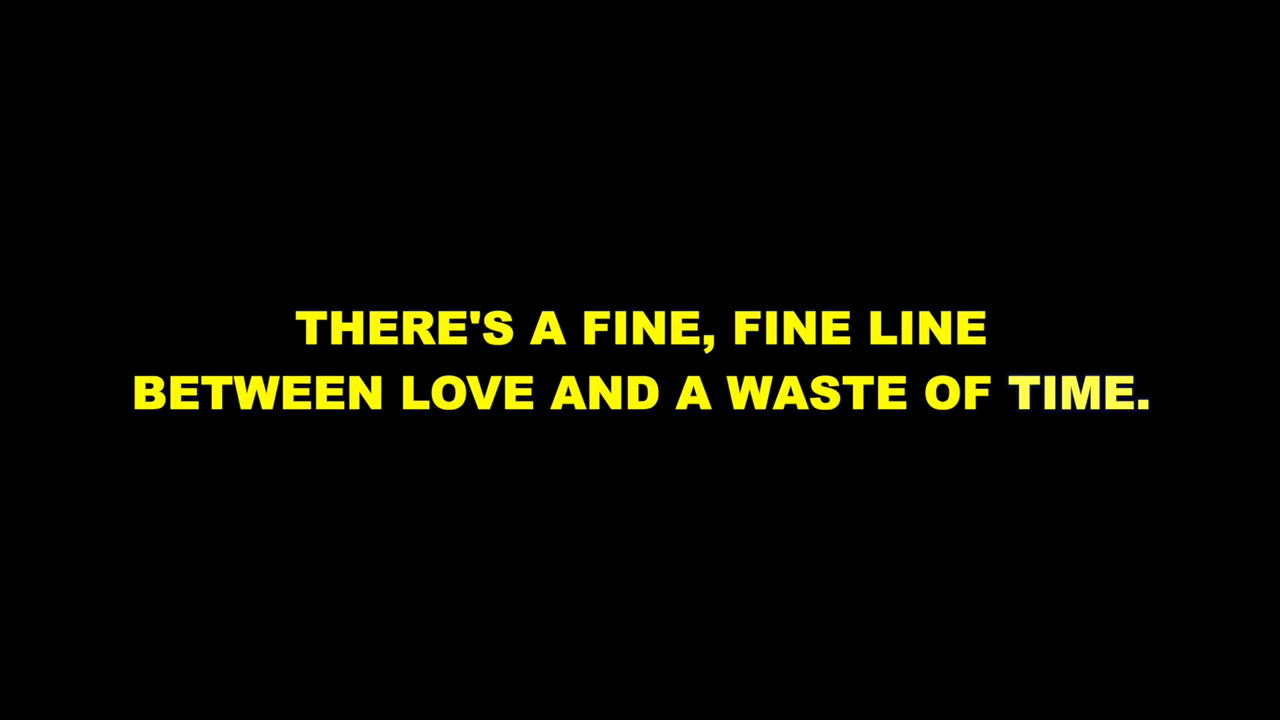 THERE'S A FINE, FINE LINE
BETWEEN LOVE AND A WASTE OF TIME.